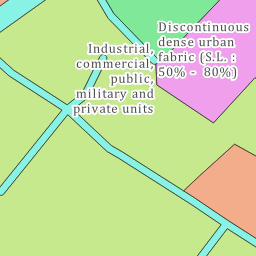 Discontinuous
dense urban
fabric (S.L. :
50% -  80%)
Industrial,
commercial,
public,
military and
private units